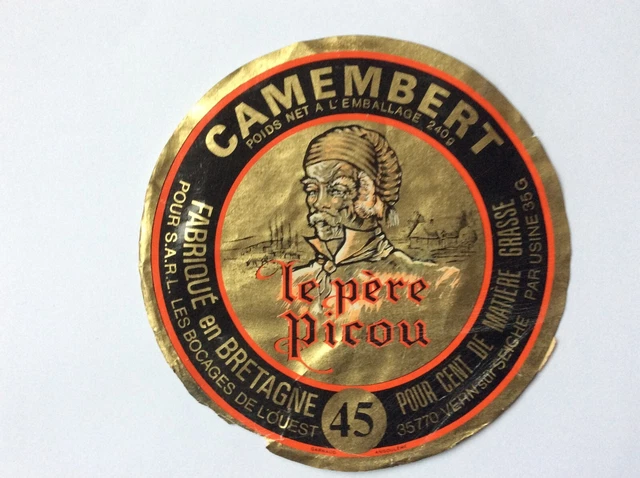 CAMEMBERT
POIDS NET A L'EMBALLAGE 240g
le père
Picou
FABRIQUÉ en BRETAGNE
45
POUR CENT DE MATIÈRE GRASSE
POUR S.A.R.L. LES BOCAGES DE L'OUEST
35770 VERN sur SEICHE PAR USINE 35 G